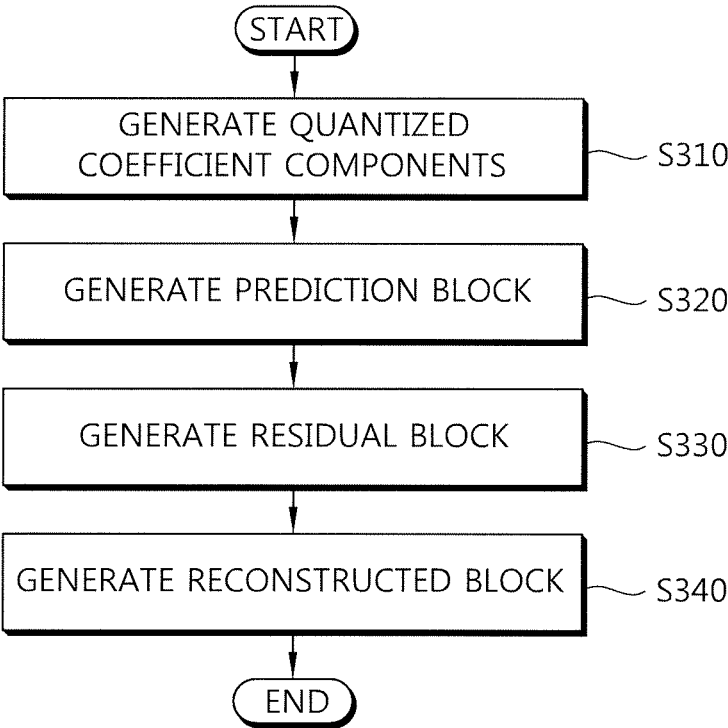 START
GENERATE QUANTIZED
COEFFICIENT COMPONENTS
S310
GENERATE PREDICTION BLOCK
S320
GENERATE RESIDUAL BLOCK
S330
GENERATE RECONSTRUCTED BLOCK
S340
END